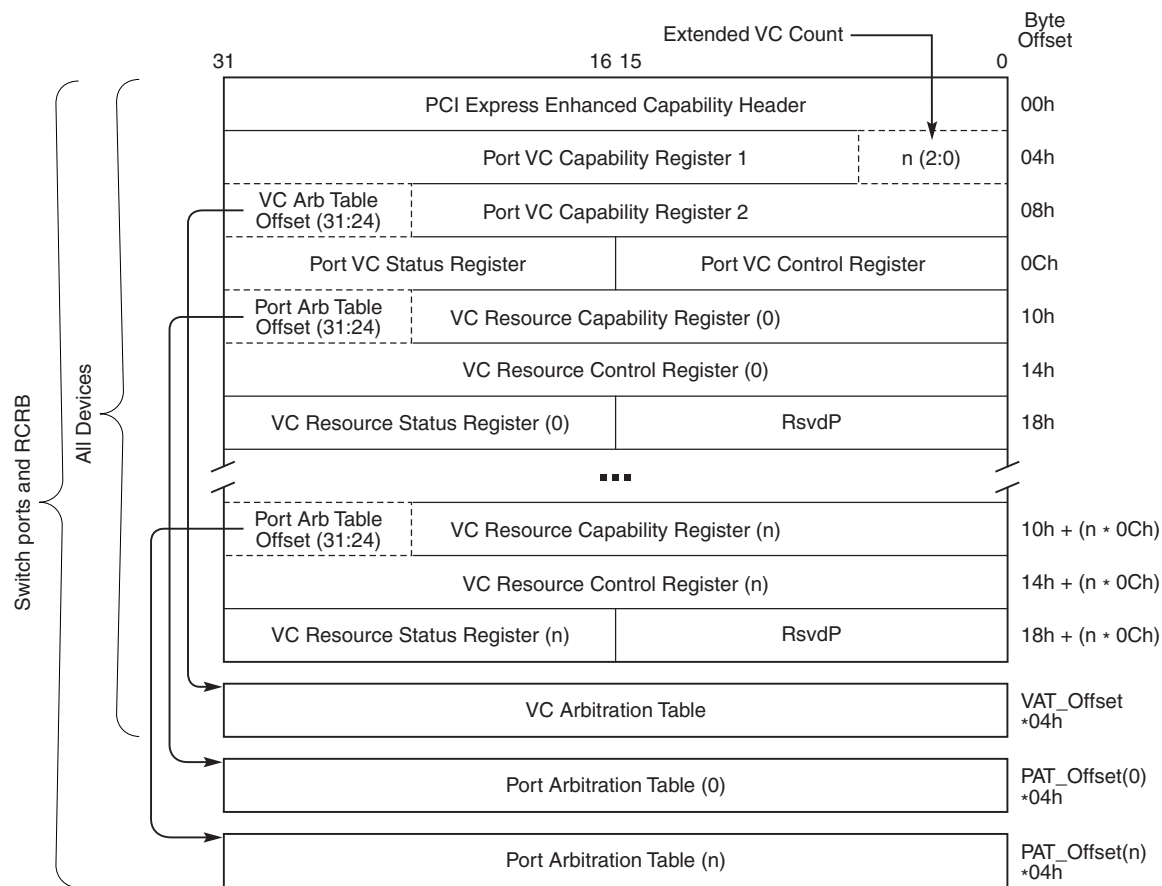 Extended VC Count
Byte
Offset
31 16 15 0
PCI Express Enhanced Capability Header 00h
Port VC Capability Register 1 n (2:0) 04h
VC Arb Table
Offset (31:24)
Port VC Capability Register 2 08h
Port VC Status Register Port VC Control Register 0Ch
Port Arb Table
Offset (31:24)
VC Resource Capability Register (0) 10h
VC Resource Control Register (0) 14h
VC Resource Status Register (0) RsvdP 18h
...
Port Arb Table
Offset (31:24)
VC Resource Capability Register (n) 10h + (n * 0Ch)
VC Resource Control Register (n) 14h + (n * 0Ch)
VC Resource Status Register (n) RsvdP 18h + (n * 0Ch)
VC Arbitration Table
VAT_Offset
*04h
Port Arbitration Table (0)
PAT_Offset(0)
*04h
Port Arbitration Table (n)
PAT_Offset(n)
*04h
Switch ports and RCRB
All Devices